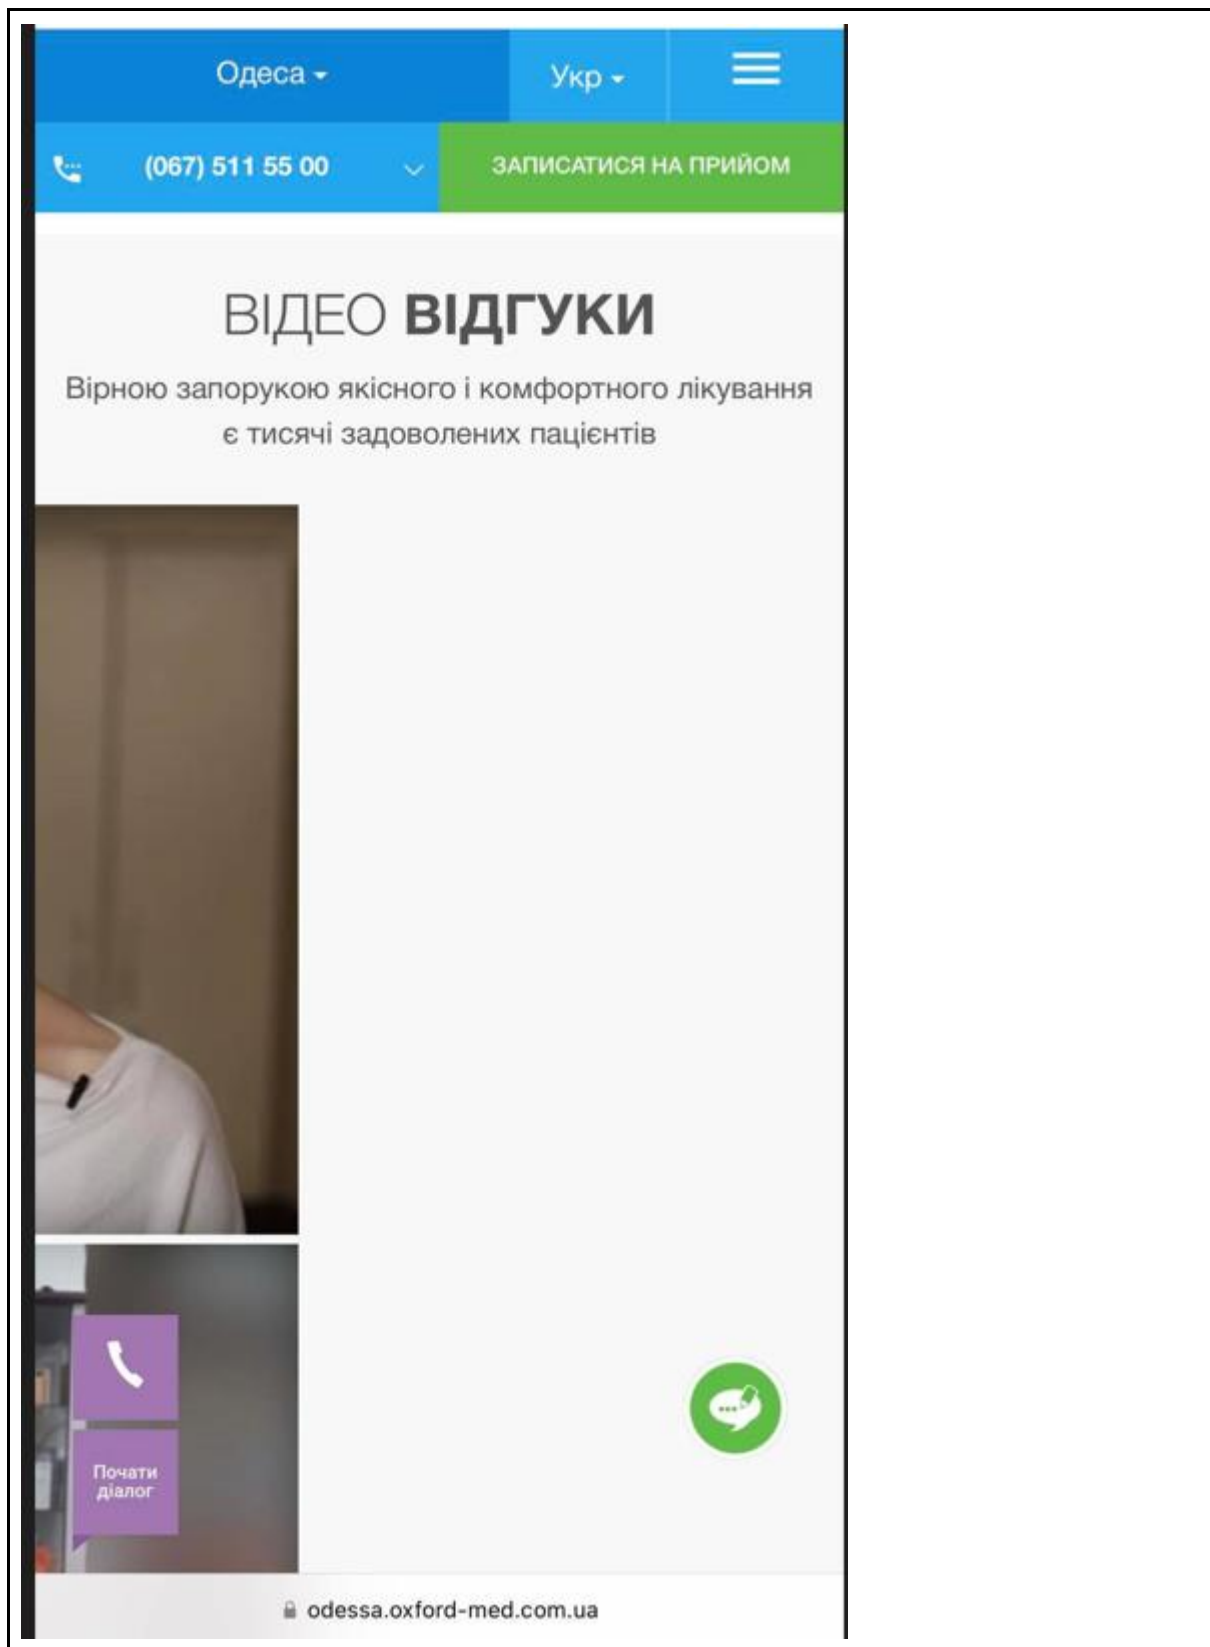 Одеса
Укр
(067) 511 55 00
ЗАПИСАТИСЯ НА ПРИЙОМ
ВІДЕО ВІДГУКИ
Вірною запорукою якісного і комфортного лікування
є тисячі задоволених пацієнтів
Почати
діалог
odessa.oxford-med.com.ua